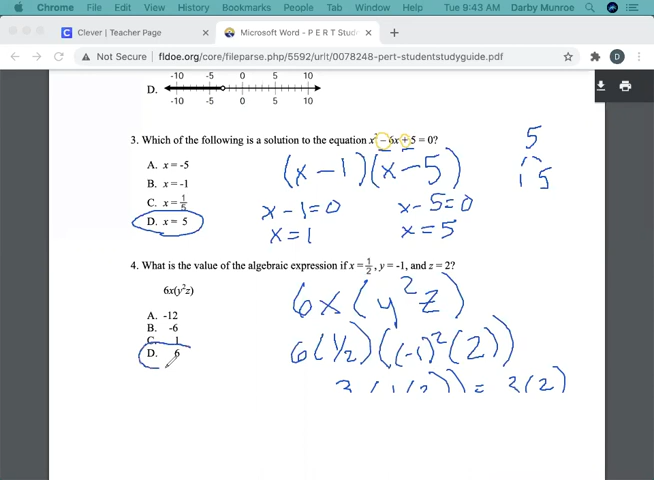 Chrome File Edit View History Bookmarks People Tab Window Help Tue 9:43 AM Darby Munroe
Clever | Teacher Page × Microsoft Word - P E R T Stud × +
Not Secure | fldoe.org/core/fileparse.php/5592/urlt/0078248-pert-studentstudyguide.pdf
-10 -5 0 5 10
D.
-10 -5 0 5 10
3. Which of the following is a solution to the equation x² – 6x + 5 = 0?
5
1 5
(x – 1)(x – 5)
A. x = -5
B. x = -1
C. x = 1/5
D. x = 5
x – 1 = 0 x – 5 = 0
x = 1 x = 5
4. What is the value of the algebraic expression if x = 1/2, y = -1, and z = 2?
6x(y²z)
A. -12
B. -6
C. 1
D. 6
6x(y²z)
6(1/2)((-1)²(2))
3(1(2)) = 3(2)